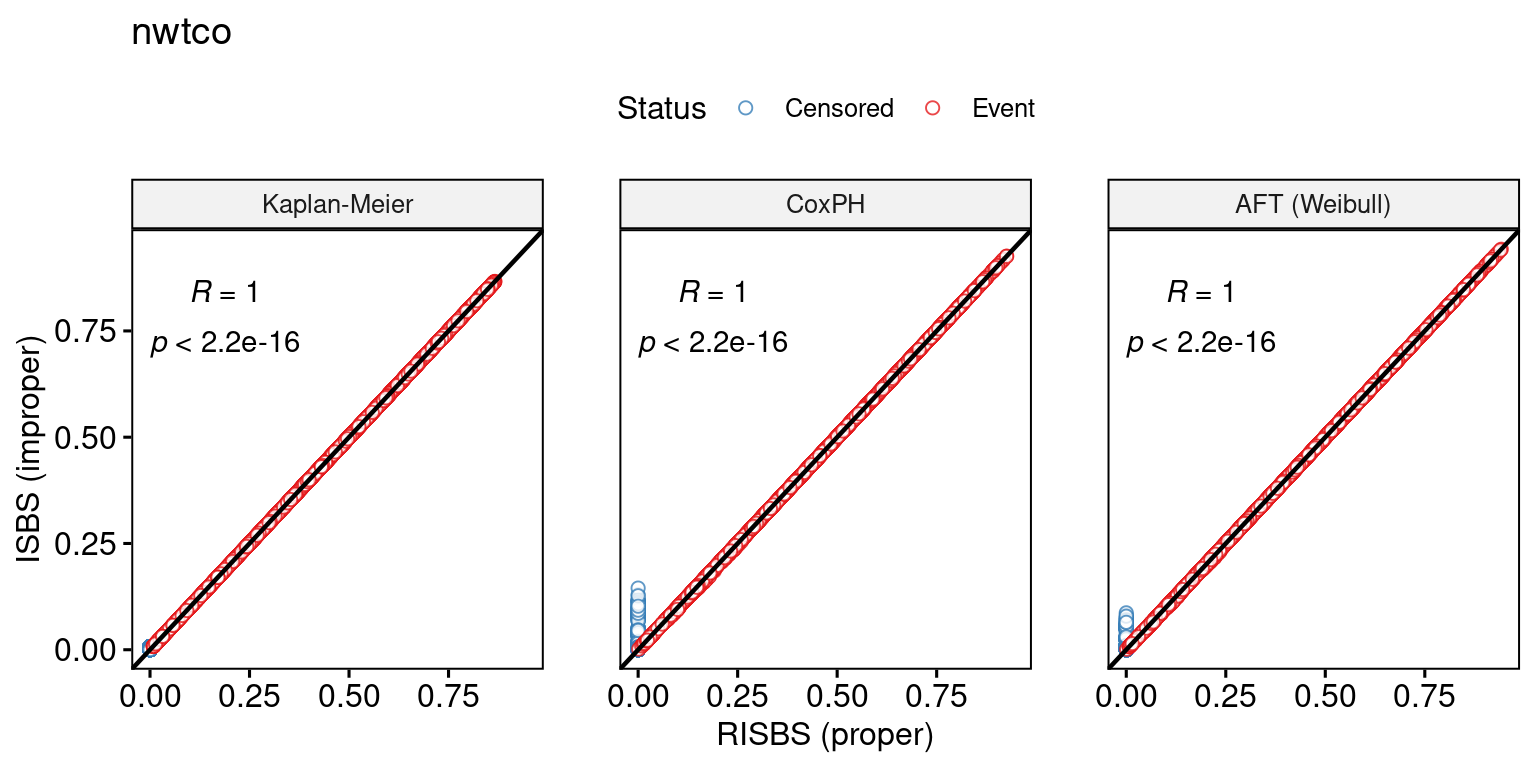 nwtco
Status Censored Event
Kaplan-Meier CoxPH AFT (Weibull)
R = 1 R = 1 R = 1
p < 2.2e-16 p < 2.2e-16 p < 2.2e-16
ISBS (improper)
0.75
0.50
0.25
0.00
0.00 0.25 0.50 0.75 0.00 0.25 0.50 0.75 0.00 0.25 0.50 0.75
RISBS (proper)